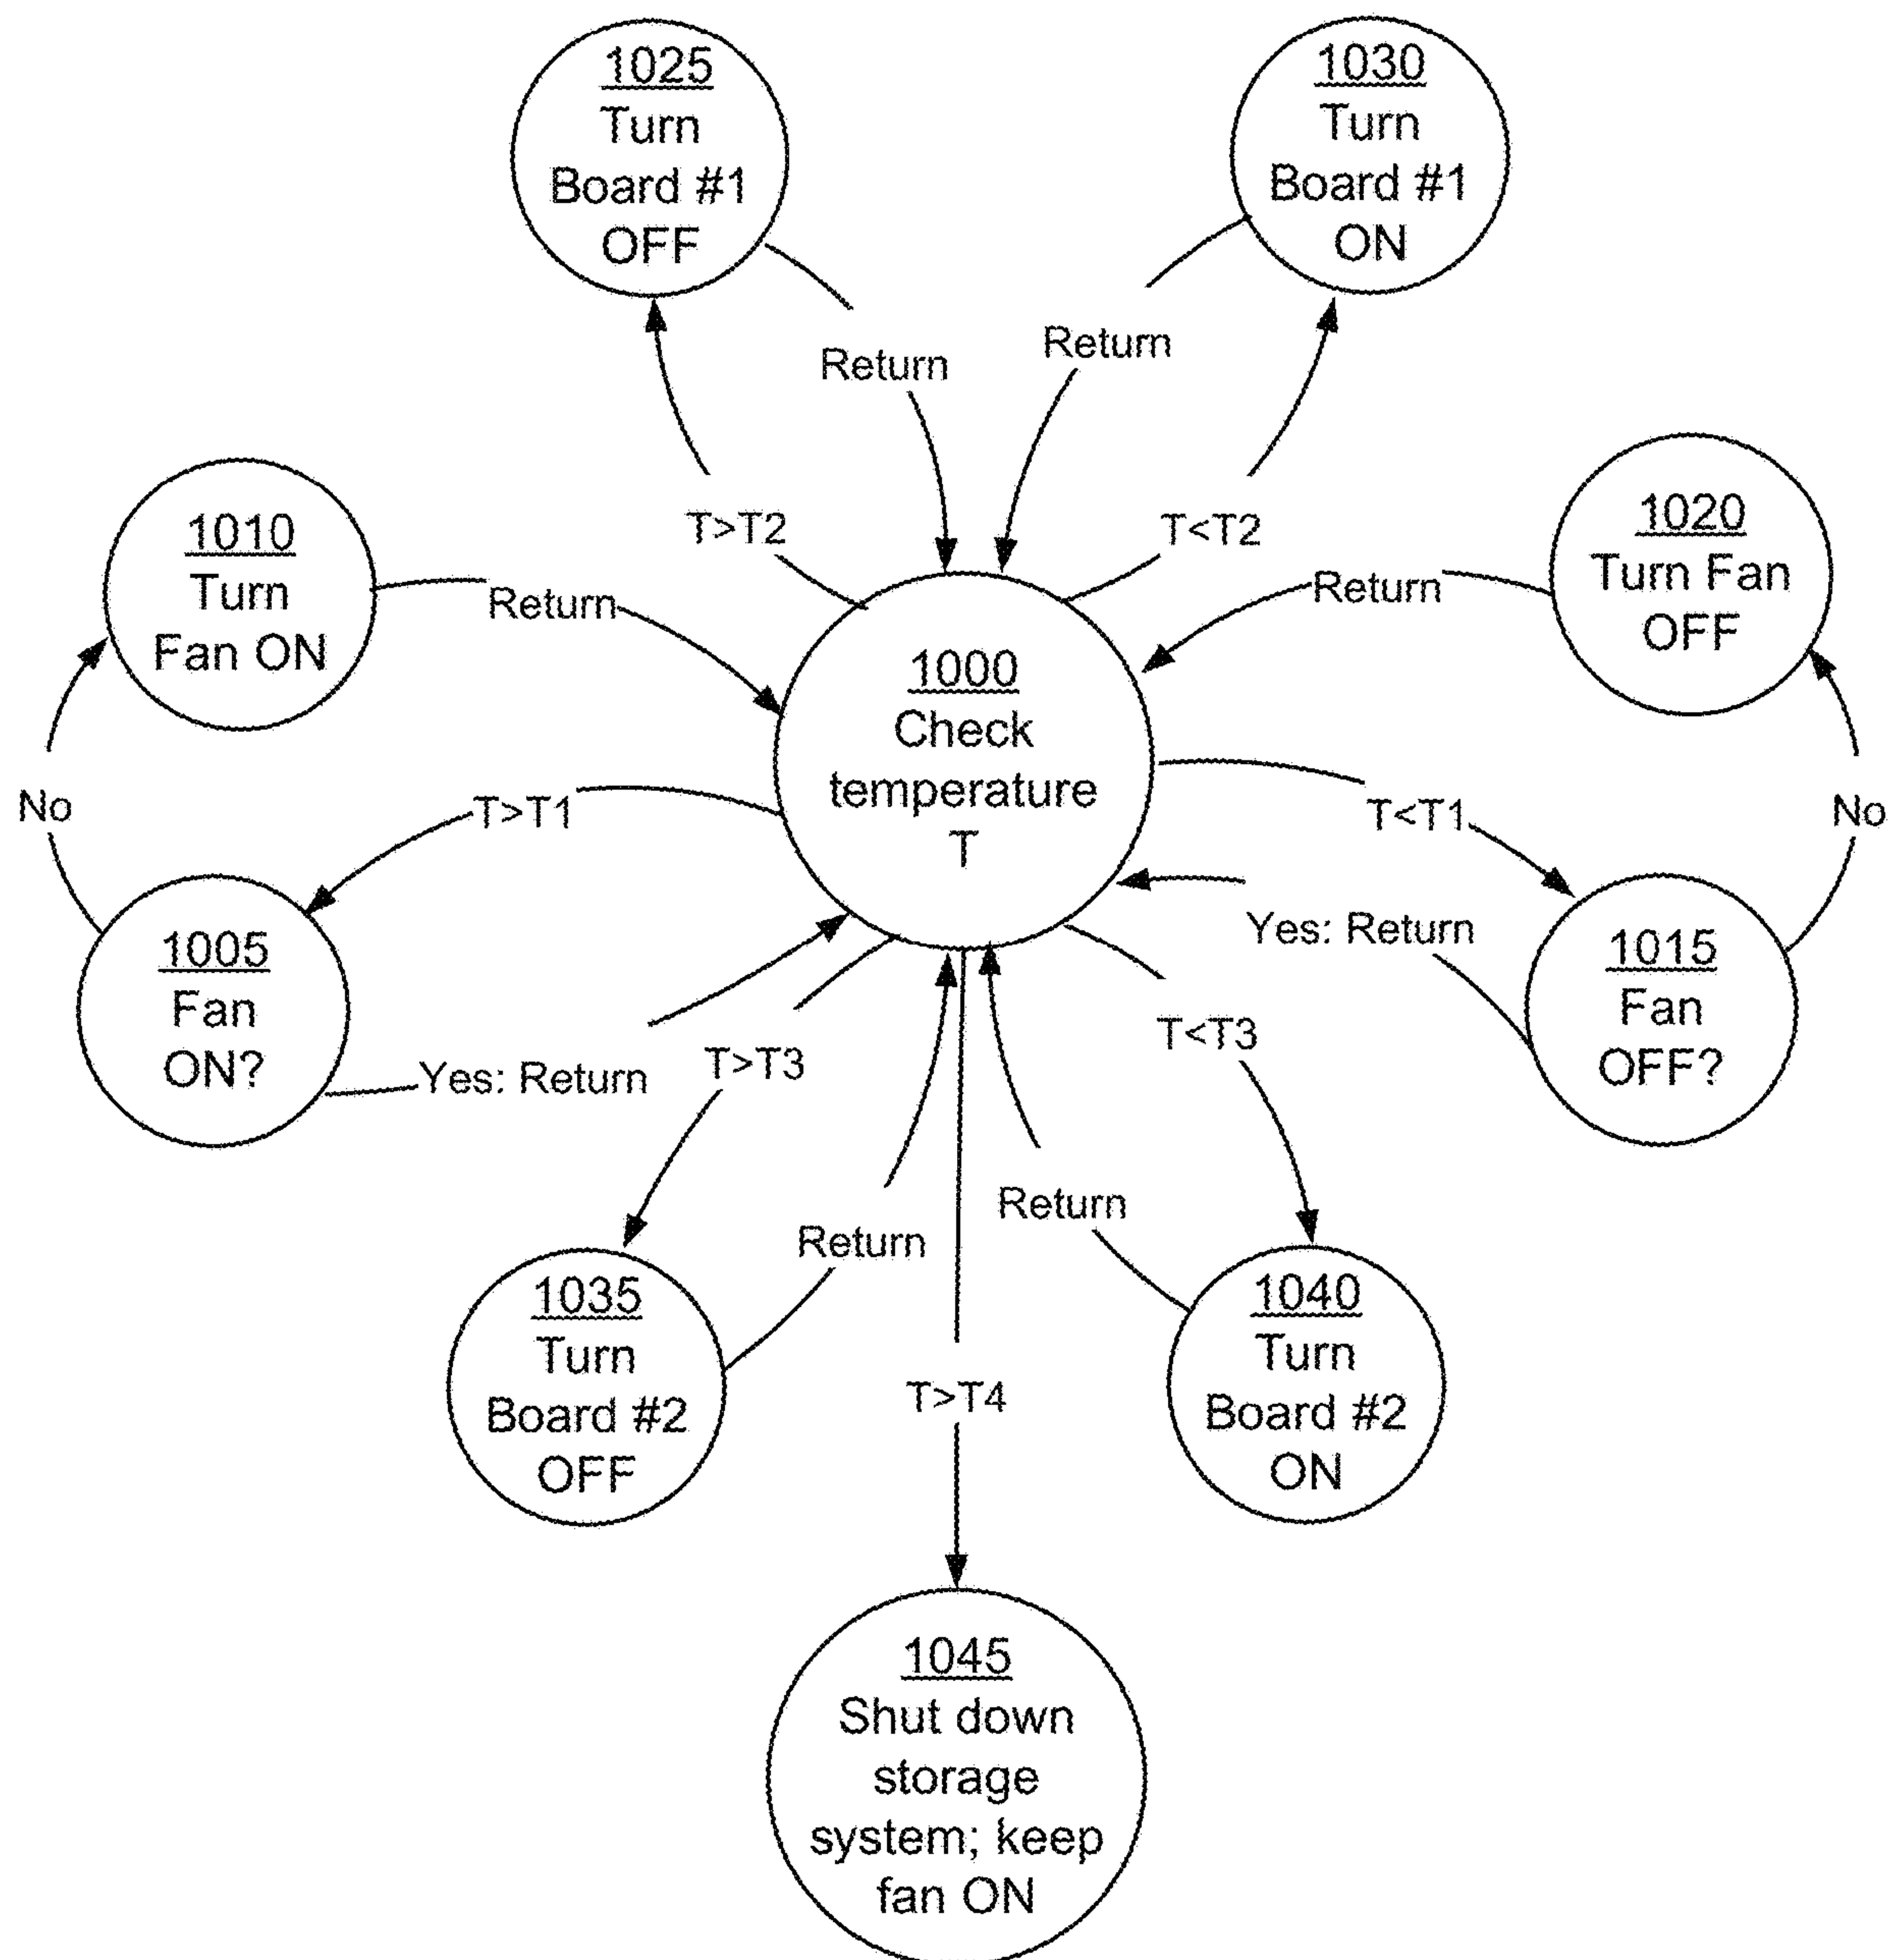 1025
Turn
Board #1
OFF
1030
Turn
Board #1
ON
Return
Return
T>T2
T<T2
1010
Turn
Fan ON
Return
1020
Turn Fan
OFF
Return
1000
Check
temperature
T
No
T>T1
T<T1
No
1005
Fan
ON?
Yes: Return
Yes: Return
1015
Fan
OFF?
T>T3
T<T3
Return
Return
1035
Turn
Board #2
OFF
T>T4
1040
Turn
Board #2
ON
1045
Shut down
storage
system; keep
fan ON